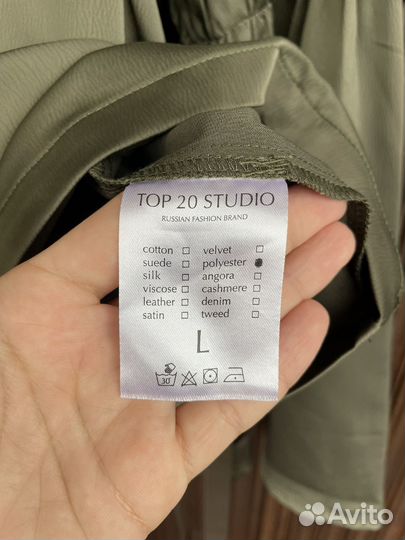 TOP 20 STUDIO
RUSSIAN FASHION BRAND
cotton velvet
suede polyester
silk angora
viscose cashmere
leather denim
satin tweed
L
30°
Avito